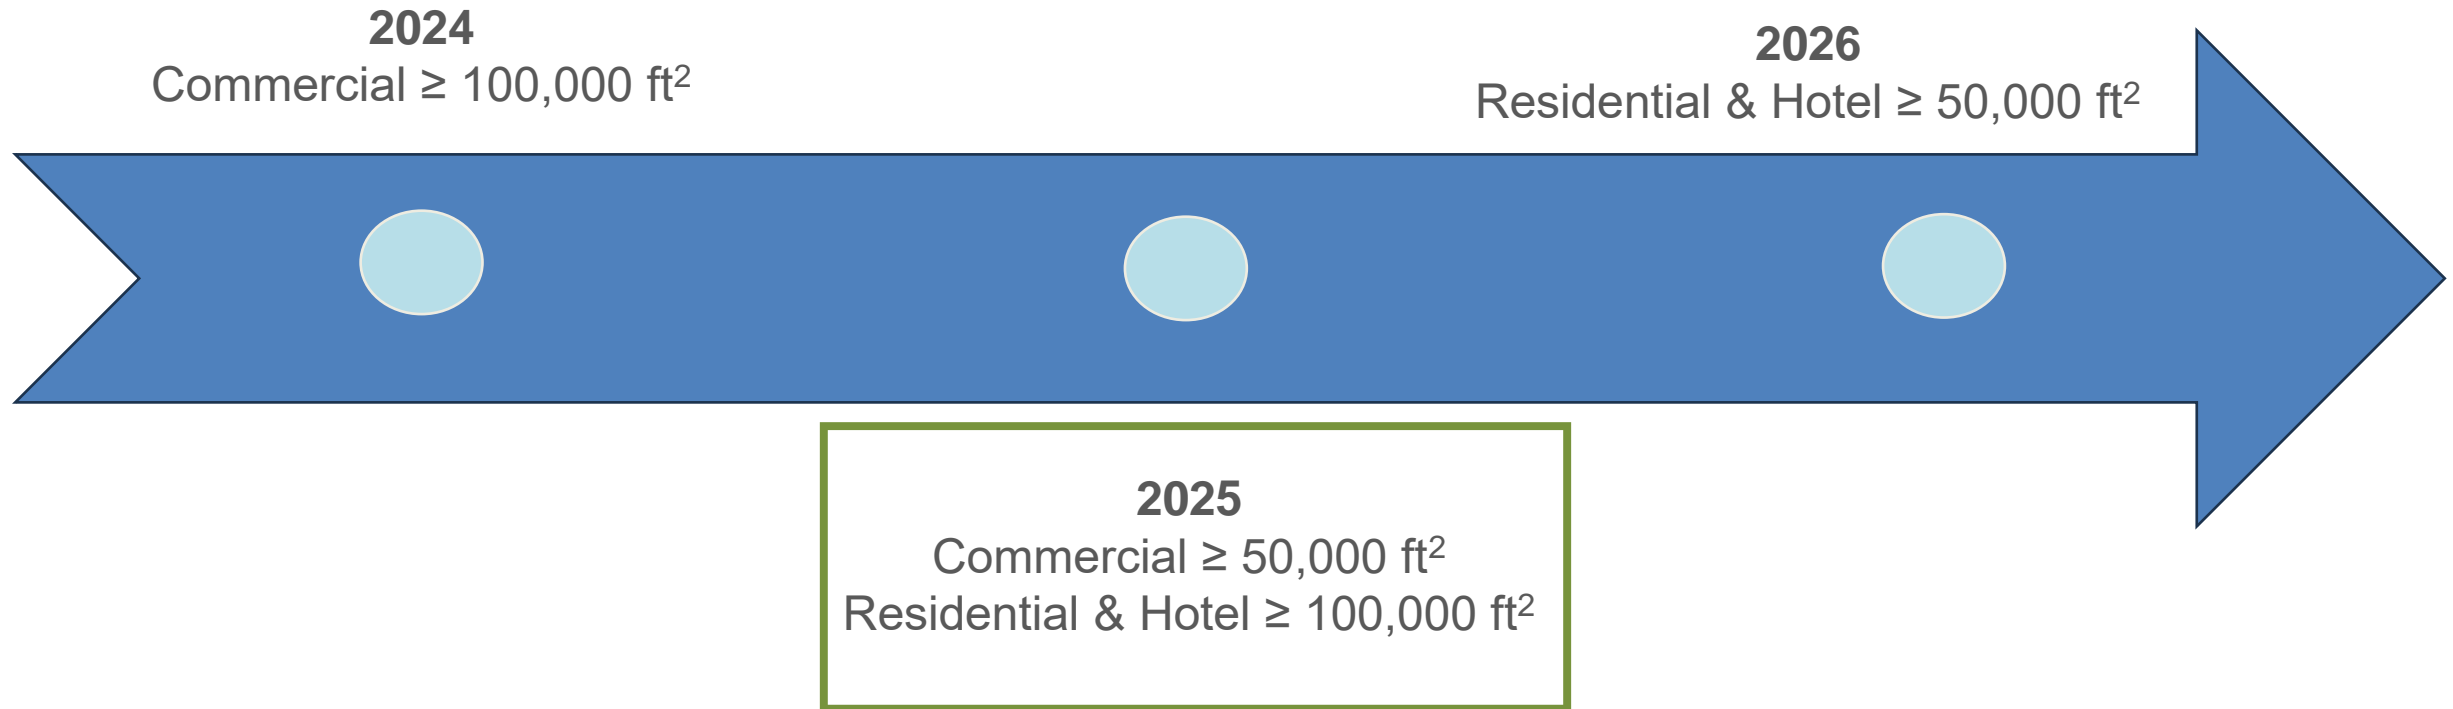 2024
Commercial ≥ 100,000 ft²
2026
Residential & Hotel ≥ 50,000 ft²
2025
Commercial ≥ 50,000 ft²
Residential & Hotel ≥ 100,000 ft²